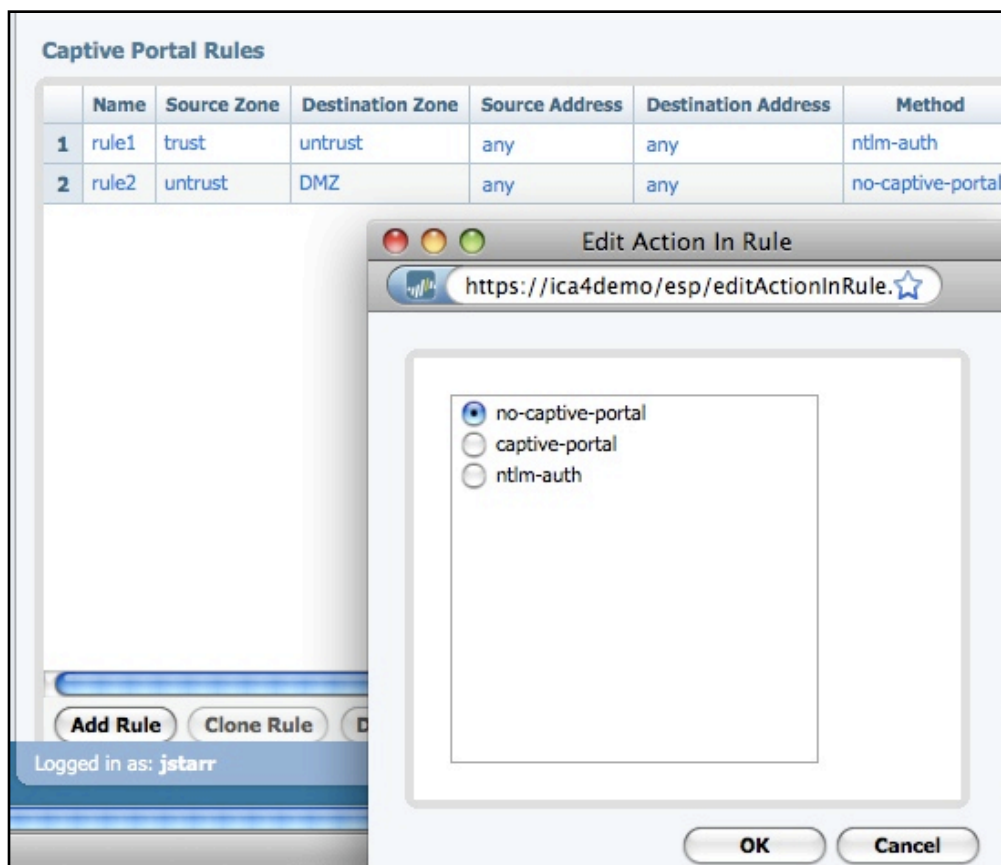 Captive Portal Rules
Name Source Zone Destination Zone Source Address Destination Address Method
1 rule1 trust untrust any any ntlm-auth
2 rule2 untrust DMZ any any no-captive-portal
Edit Action In Rule
https://ica4demo/esp/editActionInRule.
no-captive-portal
captive-portal
ntlm-auth
Add Rule Clone Rule D
Logged in as: jstarr
OK Cancel